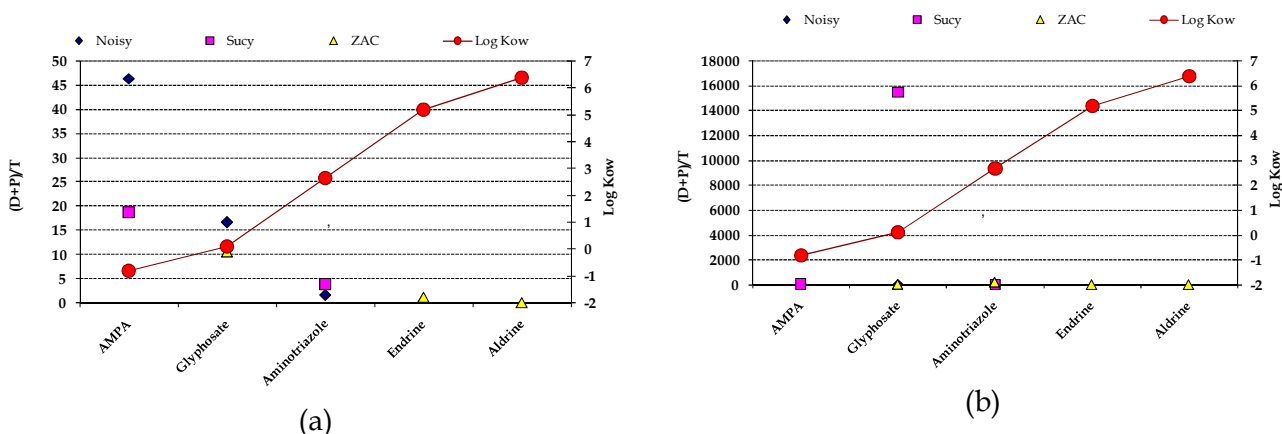 Noisy Sucy ZAC Log Kow
50
45
40
35
30
25
20
15
10
5
0
(D+P)/T
7
6
5
4
3
2
1
0
-1
-2
Log Kow
,
AMPA
Glyphosate
Aminotriazole
Endrine
Aldrine
(a)
Noisy Sucy ZAC Log Kow
18000
16000
14000
12000
10000
8000
6000
4000
2000
0
(D+P)/T
7
6
5
4
3
2
1
0
-1
-2
Log Kow
,
AMPA
Glyphosate
Aminotriazole
Endrine
Aldrine
(b)